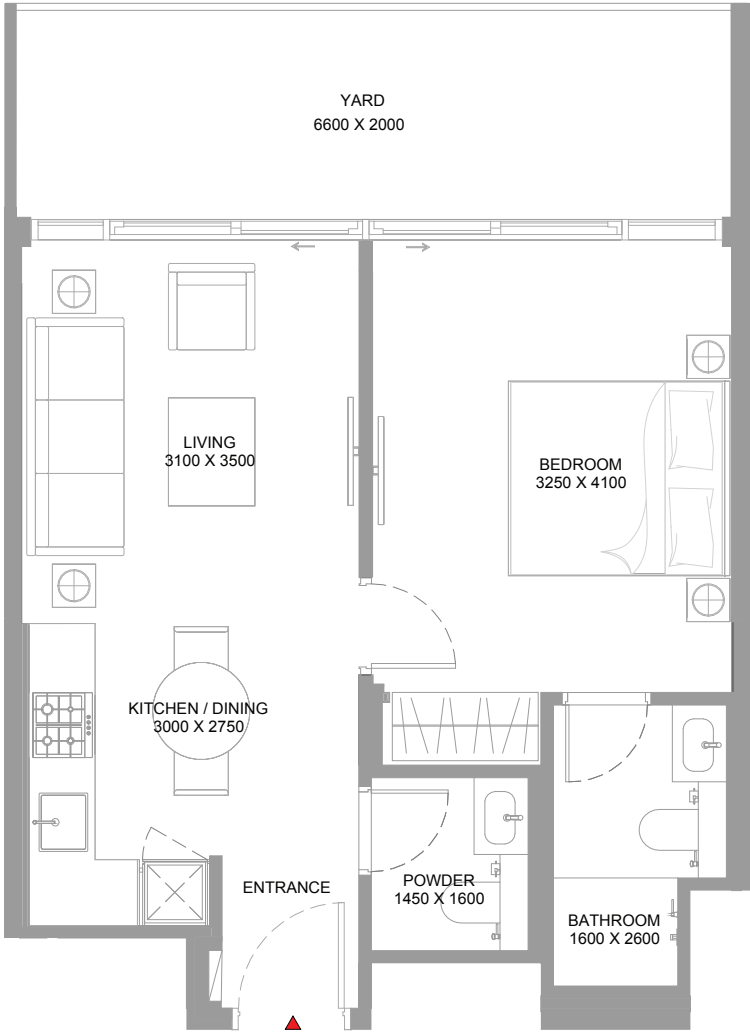 YARD
6600 X 2000
LIVING
3100 X 3500
BEDROOM
3250 X 4100
KITCHEN / DINING
3000 X 2750
ENTRANCE
POWDER
1450 X 1600
BATHROOM
1600 X 2600